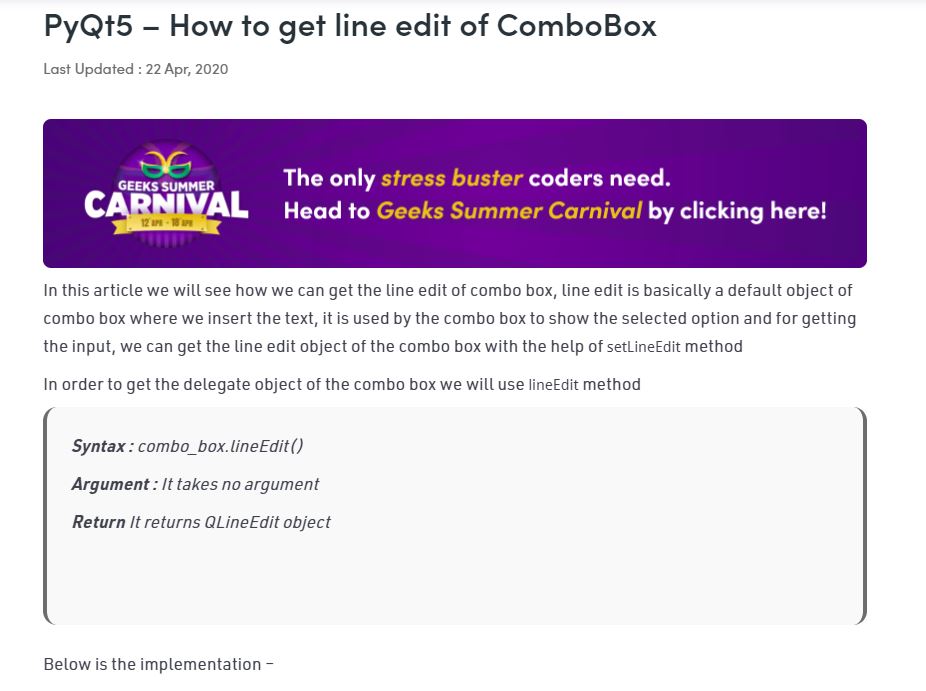 PyQt5 – How to get line edit of ComboBox
Last Updated : 22 Apr, 2020
GEEKS SUMMER
CARNIVAL
12 APR - 18 APR
The only stress buster coders need.
Head to Geeks Summer Carnival by clicking here!
In this article we will see how we can get the line edit of combo box, line edit is basically a default object of
combo box where we insert the text, it is used by the combo box to show the selected option and for getting
the input, we can get the line edit object of the combo box with the help of setLineEdit method
In order to get the delegate object of the combo box we will use lineEdit method
Syntax : combo_box.lineEdit()
Argument : It takes no argument
Return It returns QLineEdit object
Below is the implementation –